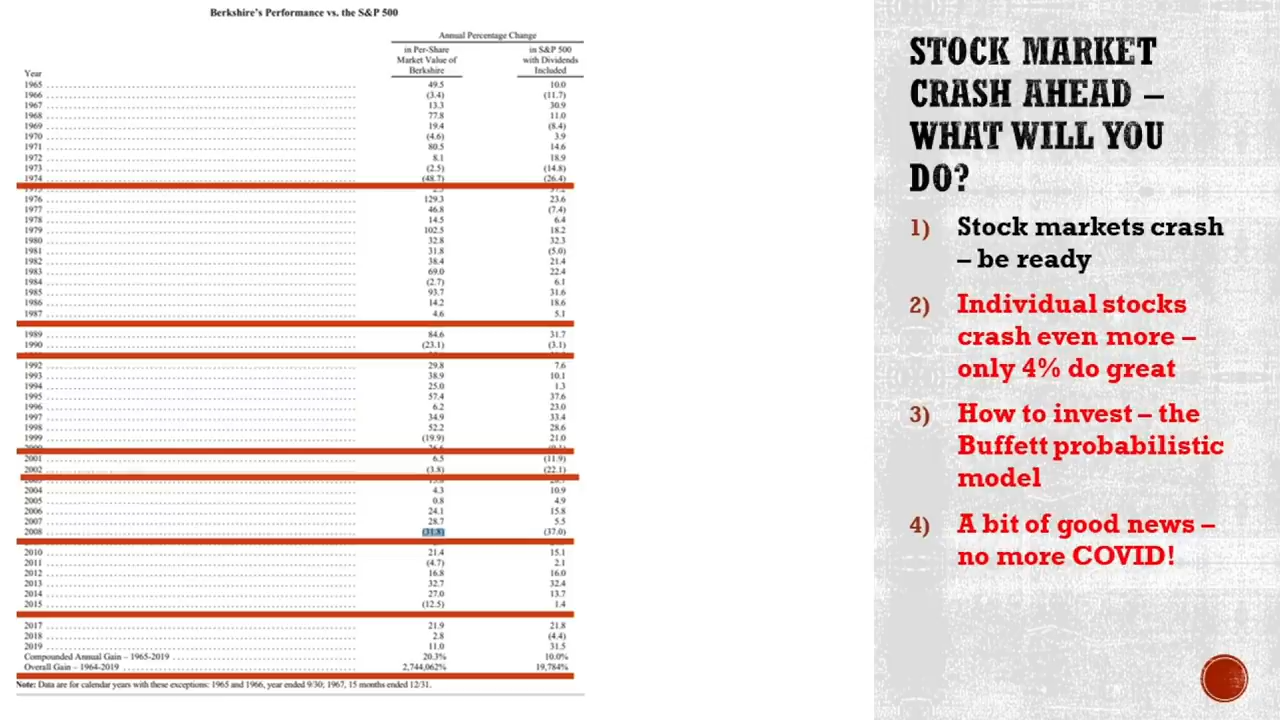 Berkshire's Performance vs. the S&P 500
Annual Percentage Change
in Per-Share in S&P 500
Market Value of with Dividends
Berkshire Included
Year
1965 49.5 10.0
1966 (3.4) (11.7)
1967 13.3 30.9
1968 77.8 11.0
1969 19.4 (8.4)
1970 (4.6) 3.9
1971 80.5 14.6
1972 8.1 18.9
1973 (2.5) (14.8)
1974 (48.7) (26.4)
1976 129.3 23.6
1977 46.8 (7.4)
1978 14.5 6.4
1979 102.5 18.2
1980 32.8 32.3
1981 31.8 (5.0)
1982 38.4 21.4
1983 69.0 22.4
1984 (2.7) 6.1
1985 93.7 31.6
1986 14.2 18.6
1987 4.6 5.1
1989 84.6 31.7
1990 (23.1) (3.1)
1992 29.8 7.6
1993 38.9 10.1
1994 25.0 1.3
1995 57.4 37.6
1996 6.2 23.0
1997 34.9 33.4
1998 52.2 28.6
1999 (19.9) 21.0
2001 6.5 (11.9)
2002 (3.8) (22.1)
2004 4.3 10.9
2005 0.8 4.9
2006 24.1 15.8
2007 28.7 5.5
2008 (31.8) (37.0)
2010 21.4 15.1
2011 (4.7) 2.1
2012 16.8 16.0
2013 32.7 32.4
2014 27.0 13.7
2015 (12.5) 1.4
2017 21.9 21.8
2018 2.8 (4.4)
2019 11.0 31.5
Compounded Annual Gain – 1965-2019 20.3% 10.0%
Overall Gain – 1964-2019 2,744,062% 19,784%
Note: Data are for calendar years with these exceptions: 1965 and 1966, year ended 9/30; 1967, 15 months ended 12/31.
STOCK MARKET
CRASH AHEAD –
WHAT WILL YOU
DO?
1) Stock markets crash
– be ready
2) Individual stocks
crash even more –
only 4% do great
3) How to invest – the
Buffett probabilistic
model
4) A bit of good news –
no more COVID!